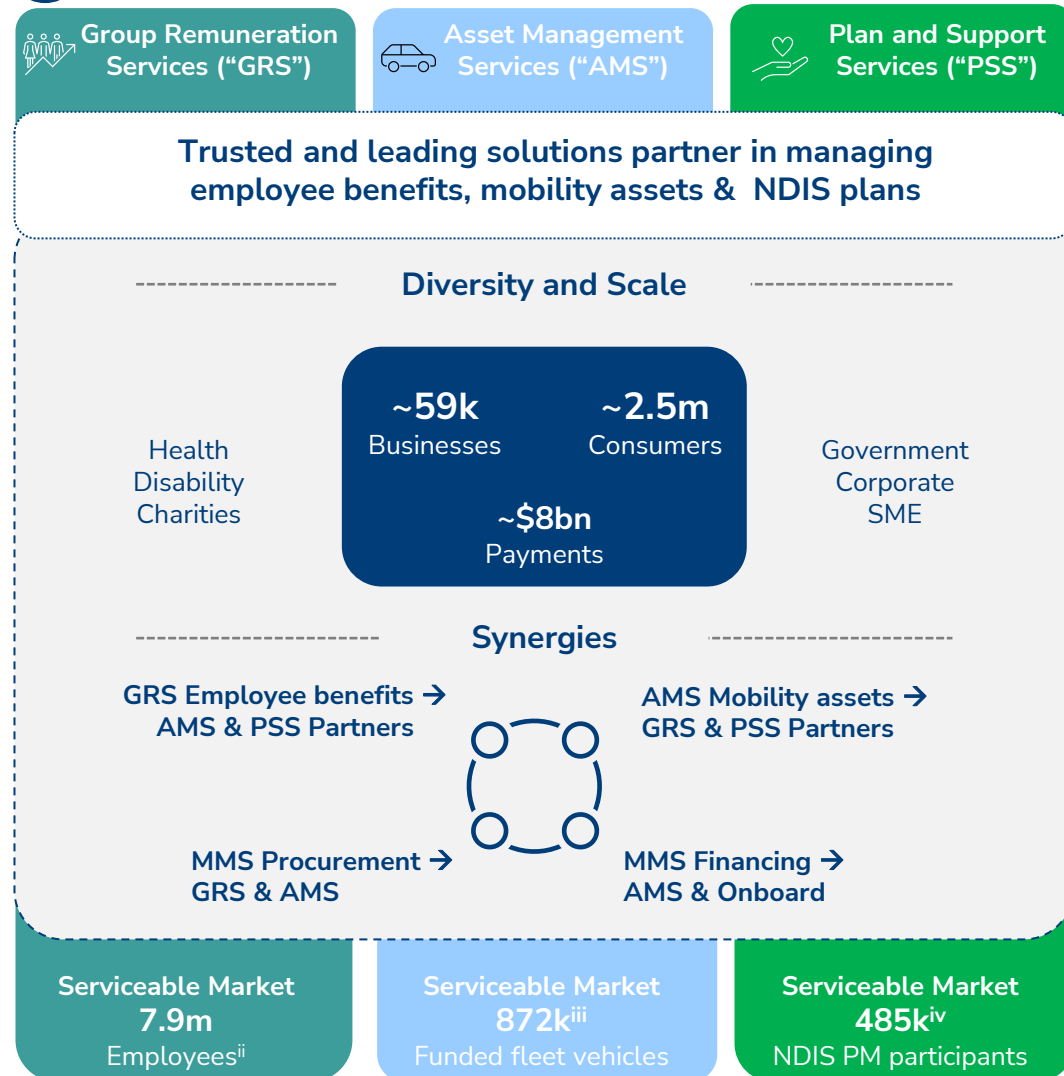 Group Remuneration
Services (“GRS”)
Asset Management
Services (“AMS”)
Plan and Support
Services (“PSS”)
Trusted and leading solutions partner in managing
employee benefits, mobility assets & NDIS plans
Diversity and Scale
Health
Disability
Charities
~59k
Businesses
~2.5m
Consumers
~$8bn
Payments
Government
Corporate
SME
Synergies
GRS Employee benefits →
AMS & PSS Partners
AMS Mobility assets →
GRS & PSS Partners
MMS Procurement →
GRS & AMS
MMS Financing →
AMS & Onboard
Serviceable Market
7.9m
Employeesⁱⁱ
Serviceable Market
872kⁱⁱⁱ
Funded fleet vehicles
Serviceable Market
485kⁱᵛ
NDIS PM participants